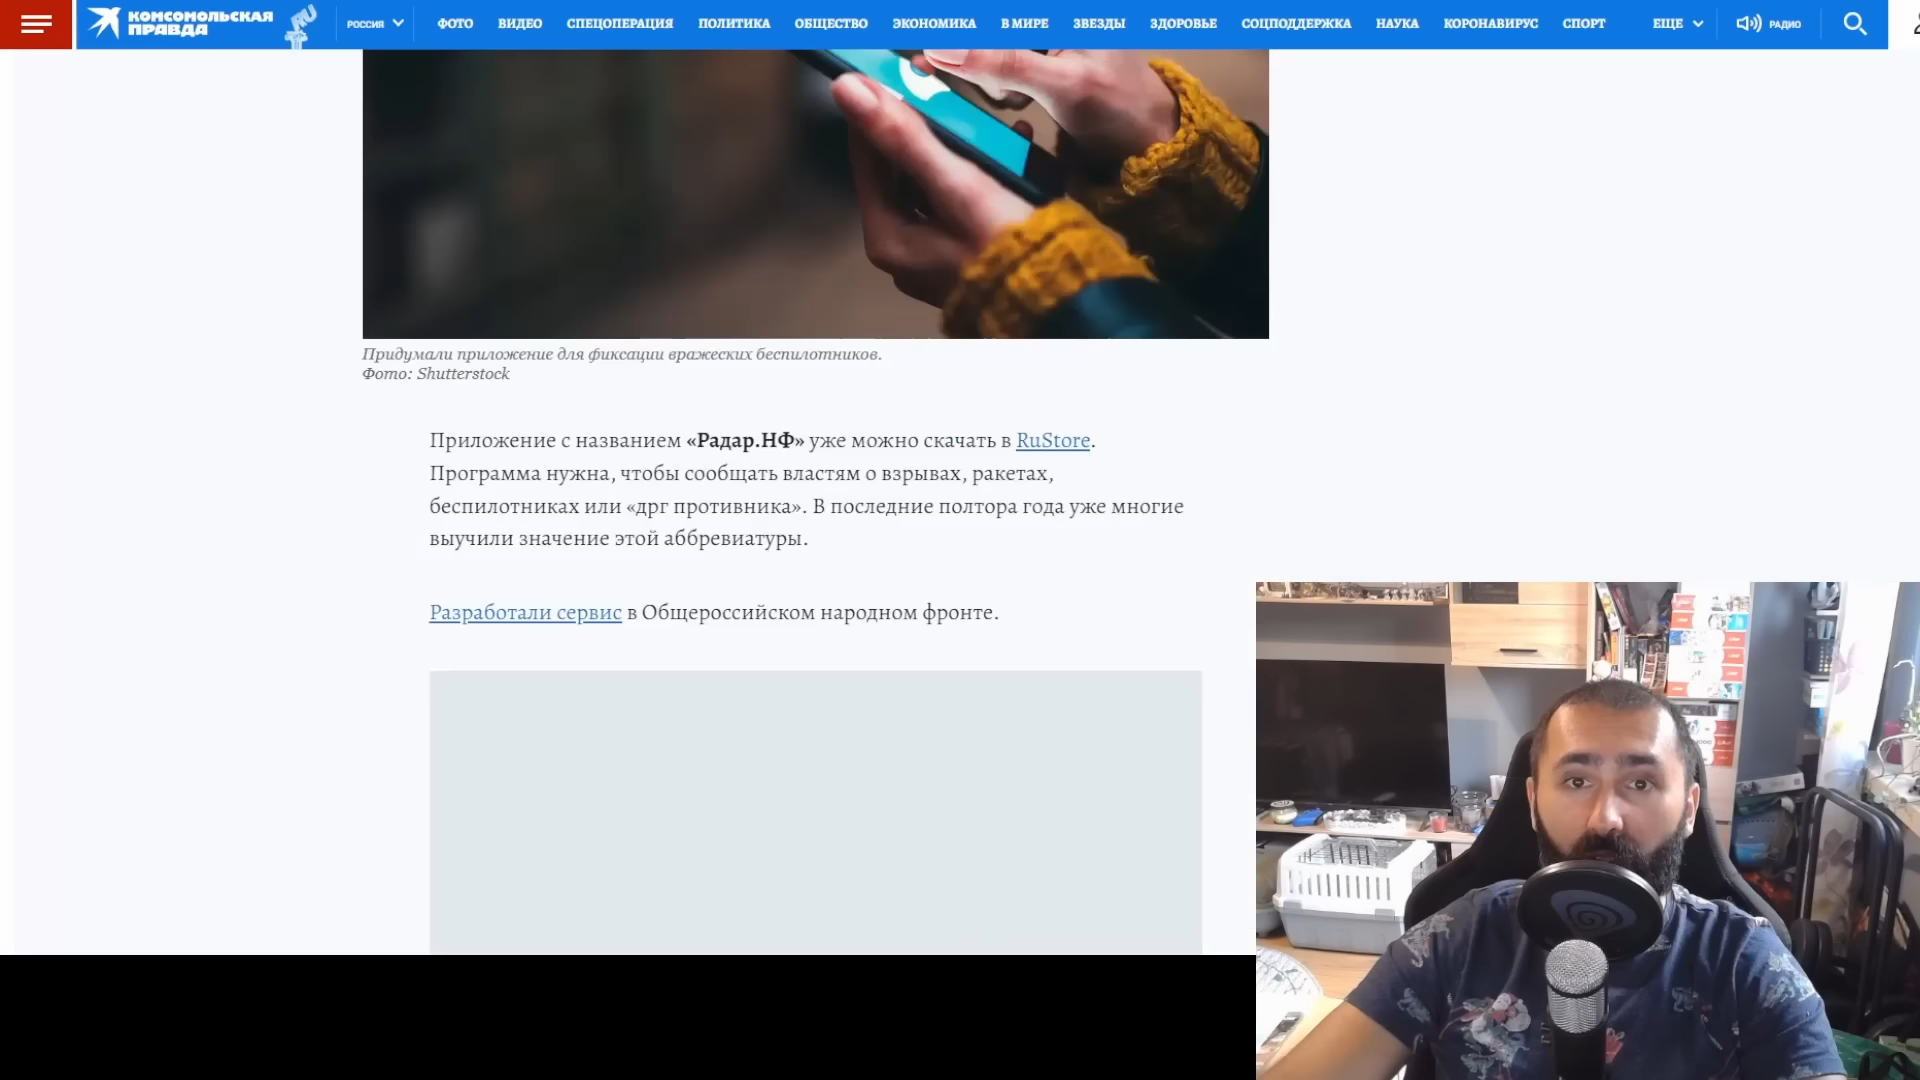 КОМСОМОЛЬСКАЯ
ПРАВДА
.RU
РОССИЯ
ФОТО
ВИДЕО
СПЕЦОПЕРАЦИЯ
ПОЛИТИКА
ОБЩЕСТВО
ЭКОНОМИКА
В МИРЕ
ЗВЕЗДЫ
ЗДОРОВЬЕ
СОЦПОДДЕРЖКА
НАУКА
КОРОНАВИРУС
СПОРТ
ЕЩЕ
РАДИО
Придумали приложение для фиксации вражеских беспилотников.
Фото: Shutterstock
Приложение с названием «Радар.НФ» уже можно скачать в RuStore.
Программа нужна, чтобы сообщать властям о взрывах, ракетах,
беспилотниках или «дрг противника». В последние полтора года уже многие
выучили значение этой аббревиатуры.
Разработали сервис в Общероссийском народном фронте.